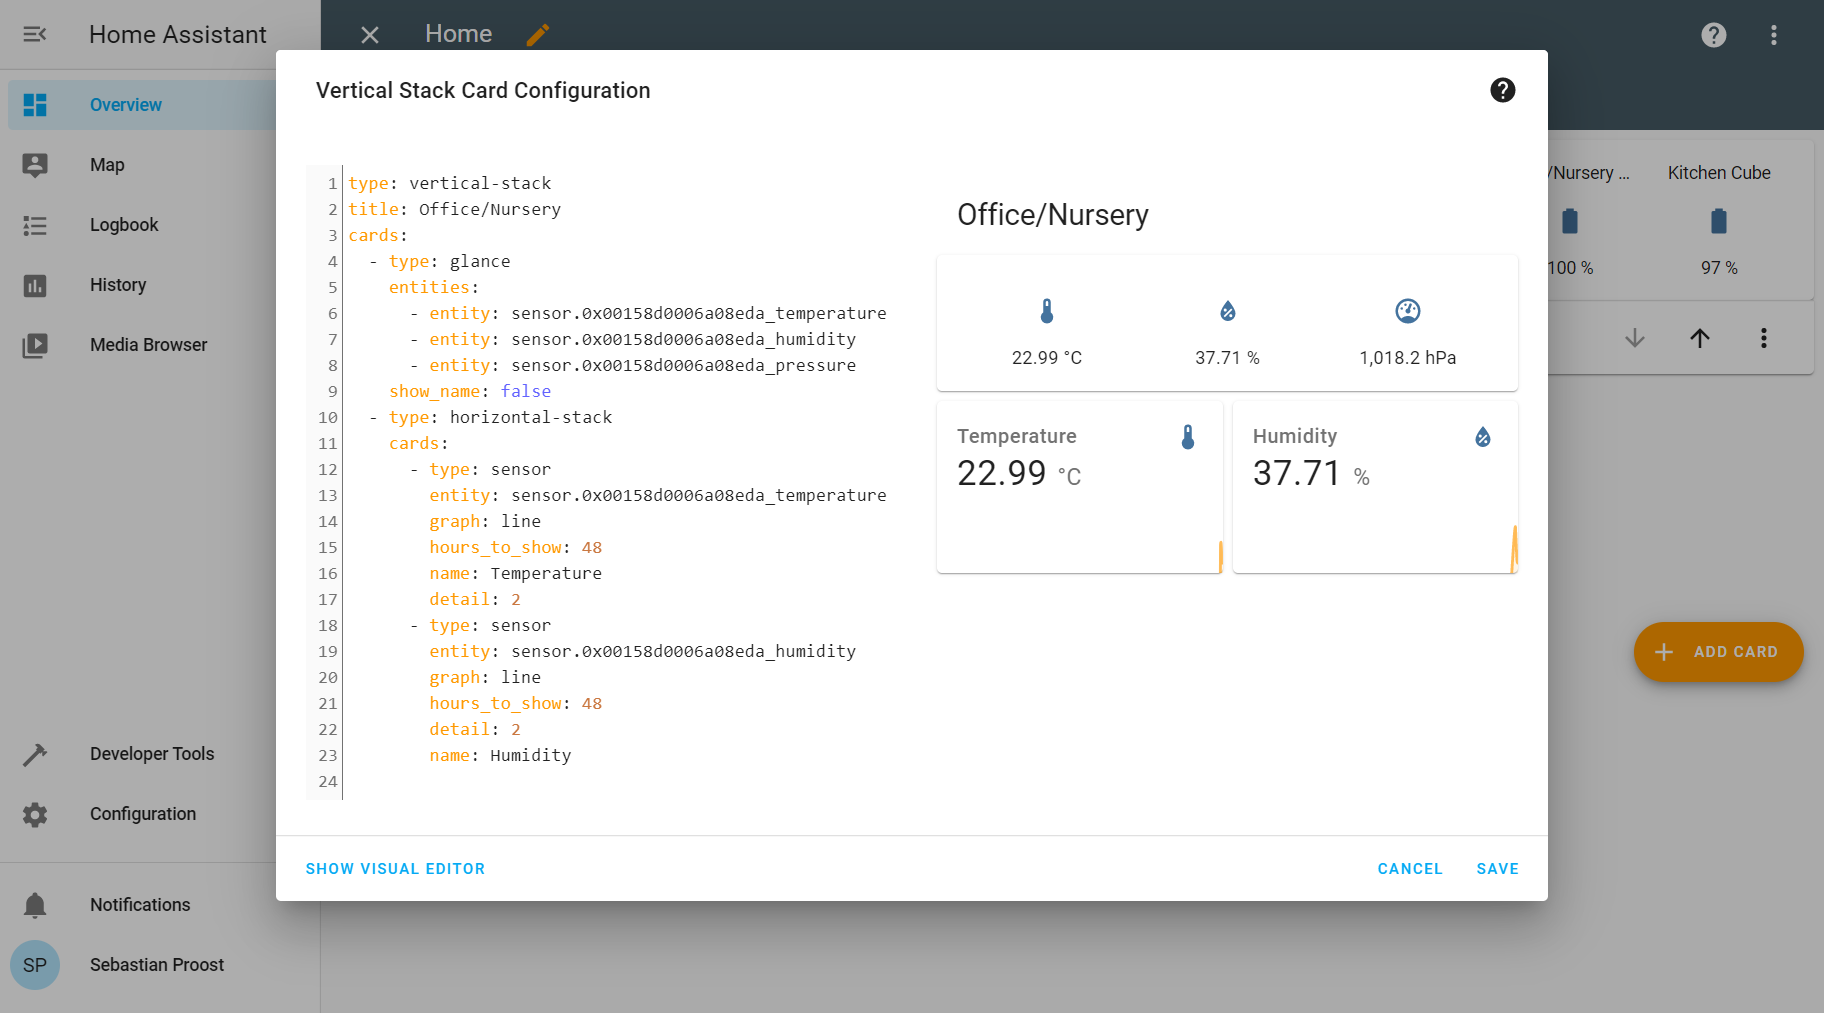 Home Assistant
Home
Overview
Map
Logbook
History
Media Browser
Developer Tools
Configuration
Notifications
SP
Sebastian Proost
Vertical Stack Card Configuration
1 type: vertical-stack
2 title: Office/Nursery
3 cards:
4   - type: glance
5     entities:
6       - entity: sensor.0x00158d0006a08eda_temperature
7       - entity: sensor.0x00158d0006a08eda_humidity
8       - entity: sensor.0x00158d0006a08eda_pressure
9     show_name: false
10   - type: horizontal-stack
11     cards:
12       - type: sensor
13         entity: sensor.0x00158d0006a08eda_temperature
14         graph: line
15         hours_to_show: 48
16         name: Temperature
17         detail: 2
18       - type: sensor
19         entity: sensor.0x00158d0006a08eda_humidity
20         graph: line
21         hours_to_show: 48
22         detail: 2
23         name: Humidity
24
Office/Nursery
22.99 °C 37.71 % 1,018.2 hPa
Temperature
22.99 °C
Humidity
37.71 %
SHOW VISUAL EDITOR
CANCEL SAVE
/Nursery ... Kitchen Cube
100 % 97 %
ADD CARD